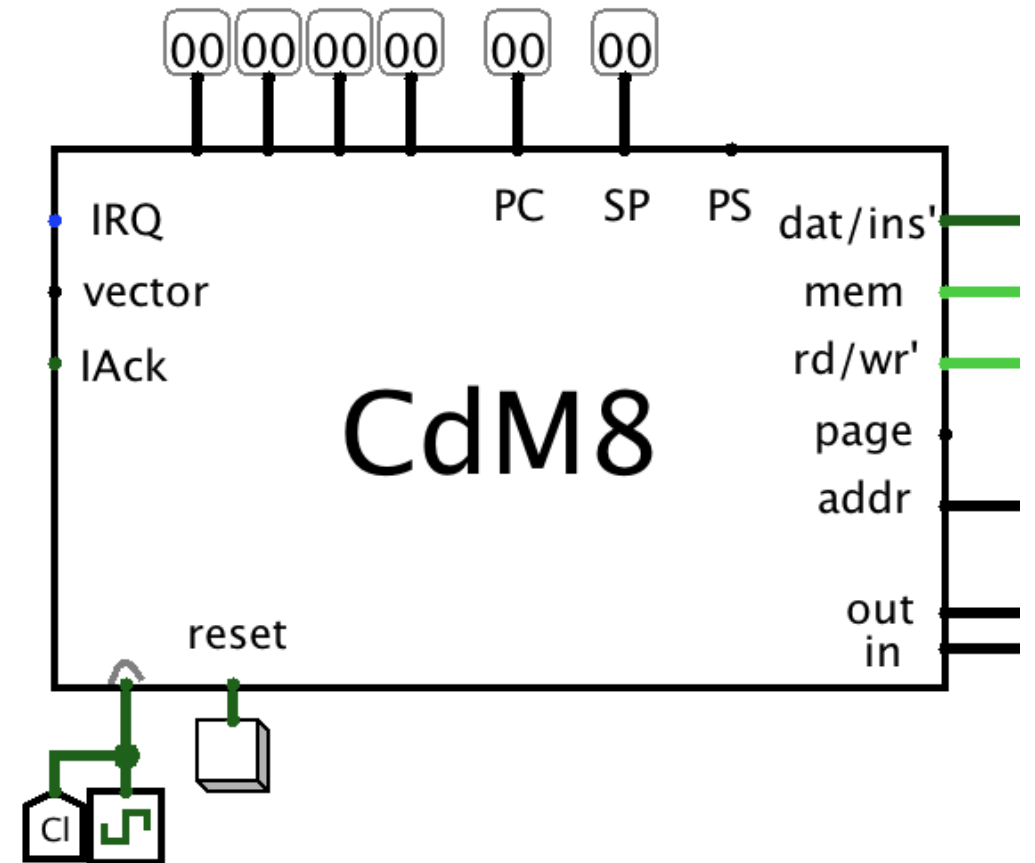 00 00 00 00 00 00
PC SP PS
IRQ dat/ins'
vector mem
IAck rd/wr'
CdM8
page
addr
out
reset
in
Cl